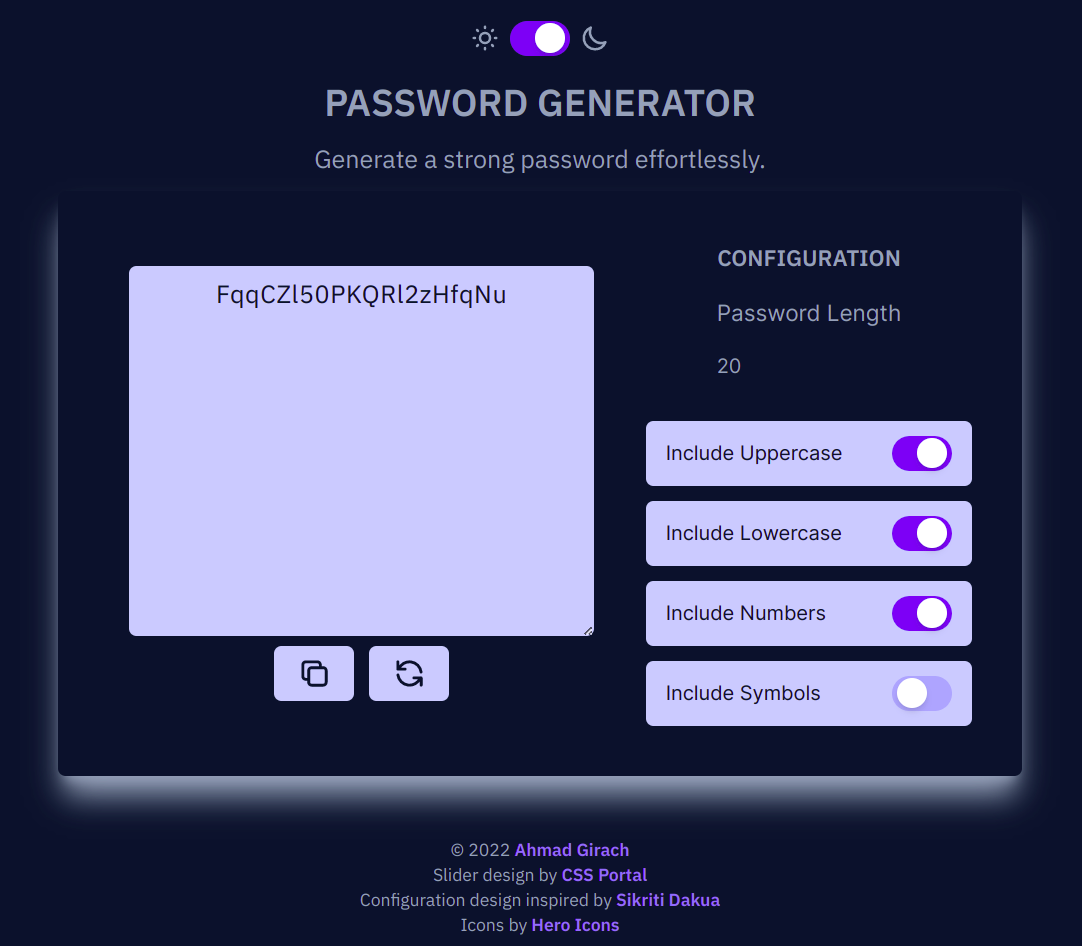 PASSWORD GENERATOR
Generate a strong password effortlessly.
FqqCZl50PKQRl2zHfqNu
CONFIGURATION
Password Length
20
Include Uppercase
Include Lowercase
Include Numbers
Include Symbols
© 2022 Ahmad Girach
Slider design by CSS Portal
Configuration design inspired by Sikriti Dakua
Icons by Hero Icons